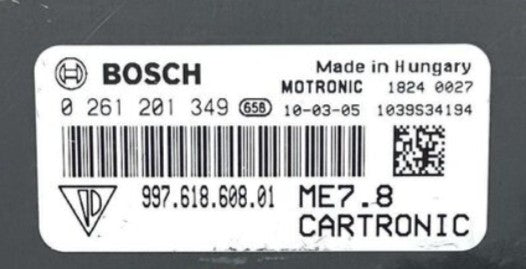 BOSCH Made in Hungary
MOTRONIC 1824 0027
0 261 201 349 65B 10-03-05 1039S34194
997.618.608.01 ME7.8
CARTRONIC